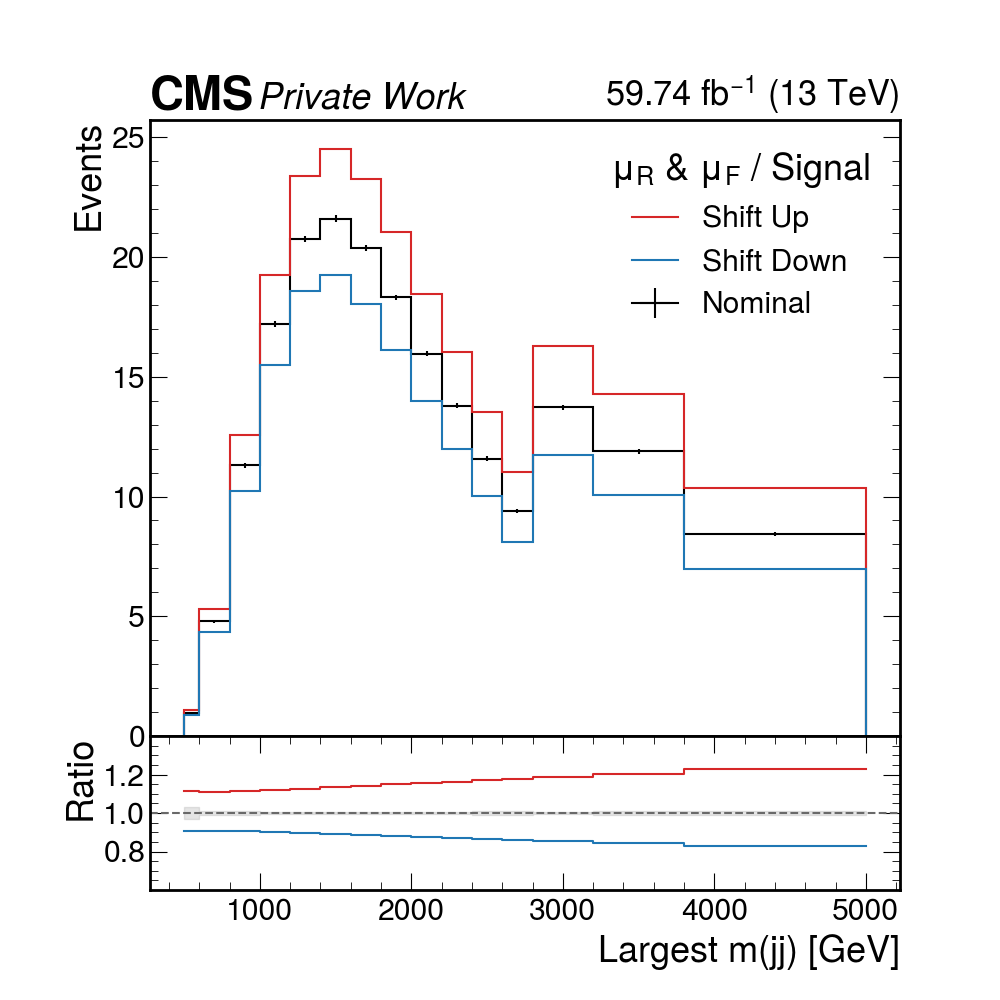 CMS Private Work 59.74 fb⁻¹ (13 TeV)
Events
25
20
15
10
5
0
μR & μF / Signal
Shift Up
Shift Down
Nominal
Ratio
1.2
1.0
0.8
1000 2000 3000 4000 5000
Largest m(jj) [GeV]